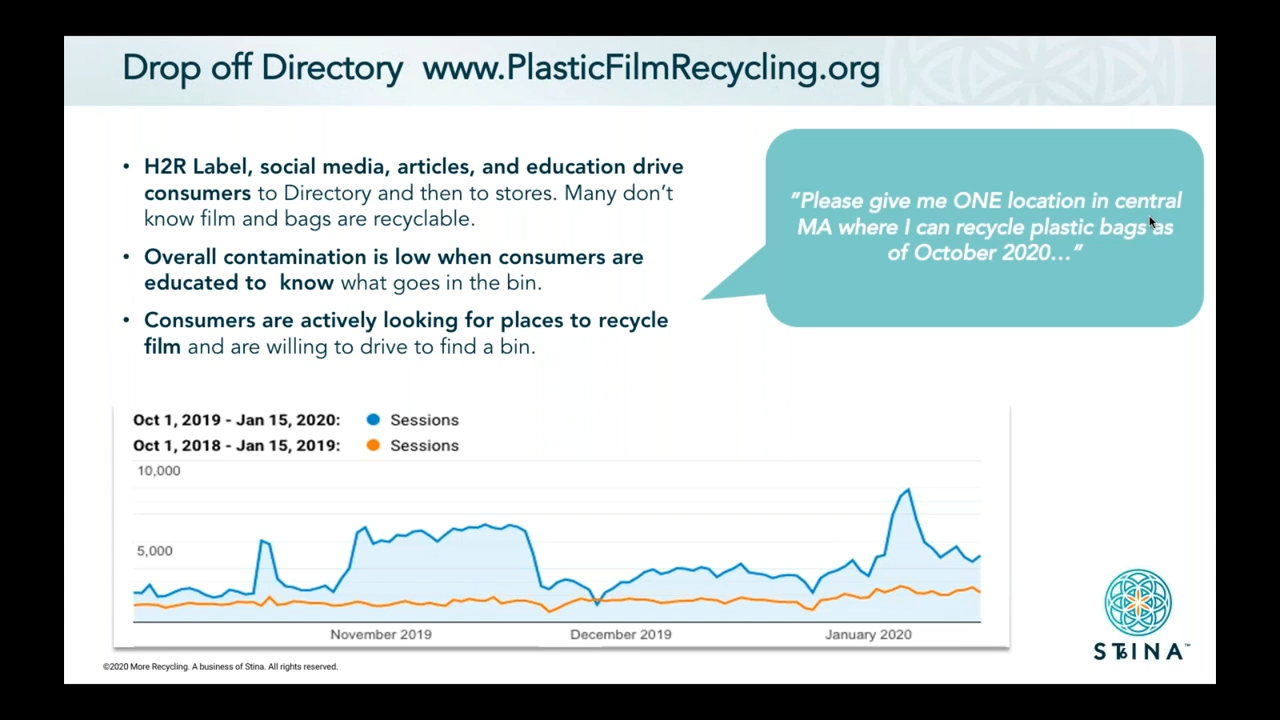 Drop off Directory www.PlasticFilmRecycling.org
• H2R Label, social media, articles, and education drive
consumers to Directory and then to stores. Many don't
know film and bags are recyclable.
• Overall contamination is low when consumers are
educated to know what goes in the bin.
• Consumers are actively looking for places to recycle
film and are willing to drive to find a bin.
"Please give me ONE location in central
MA where I can recycle plastic bags as
of October 2020…"
Oct 1, 2019 - Jan 15, 2020: Sessions
Oct 1, 2018 - Jan 15, 2019: Sessions
10,000
5,000
November 2019 December 2019 January 2020
©2020 More Recycling. A business of Stina. All rights reserved.
STINA™